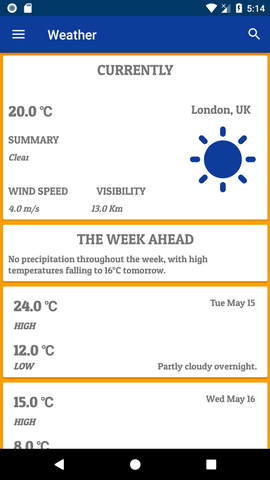 5:14
Weather
CURRENTLY
20.0 °C
London, UK
SUMMARY
Clear
WIND SPEED VISIBILITY
4.0 m/s 13.0 Km
THE WEEK AHEAD
No precipitation throughout the week, with high
temperatures falling to 16°C tomorrow.
24.0 °C
Tue May 15
HIGH
12.0 °C
LOW
Partly cloudy overnight.
15.0 °C
Wed May 16
HIGH
8.0 °C